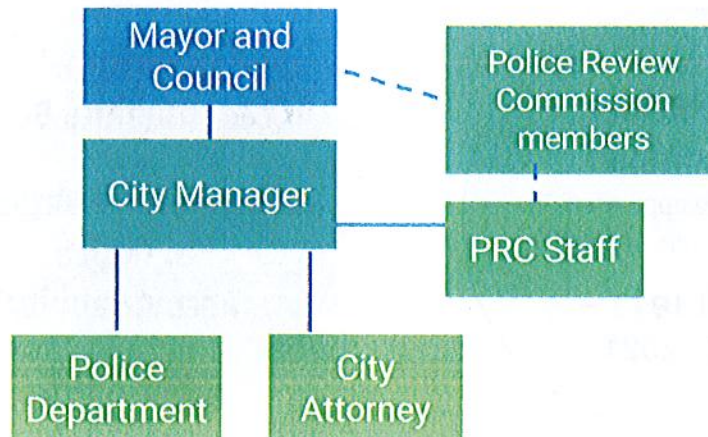 Mayor and
Council
Police Review
Commission
members
City Manager
PRC Staff
Police
Department
City
Attorney